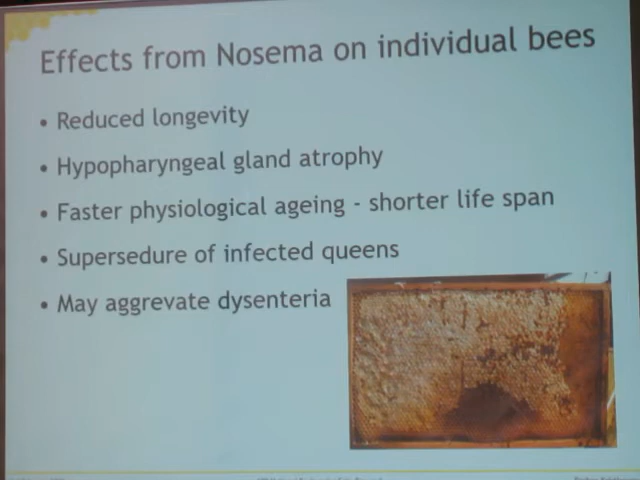 Effects from Nosema on individual bees
• Reduced longevity
• Hypopharyngeal gland atrophy
• Faster physiological ageing - shorter life span
• Supersedure of infected queens
• May aggrevate dysenteria